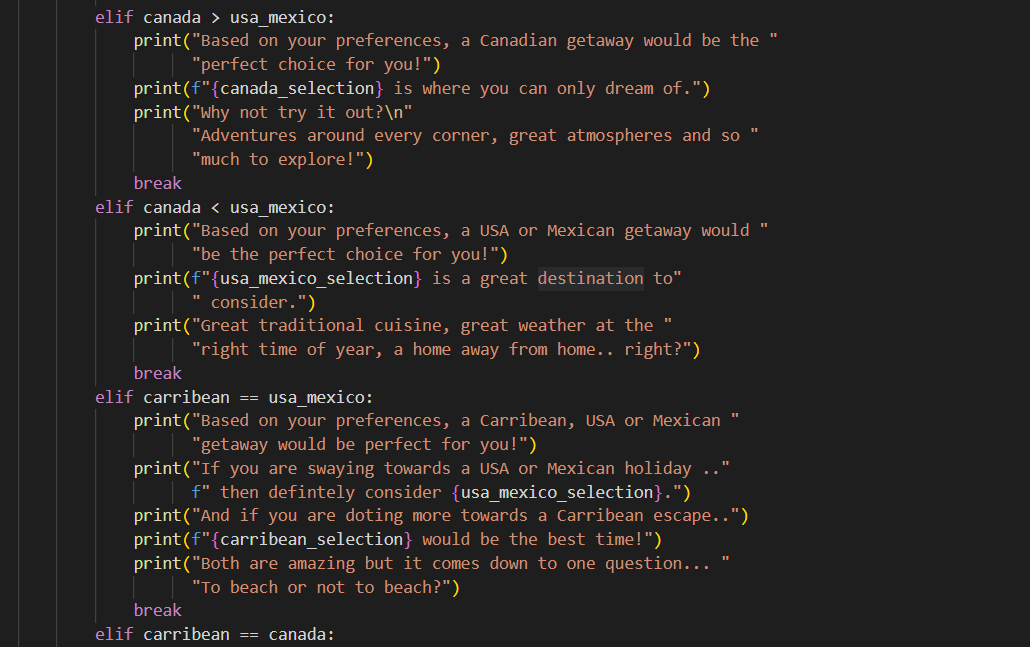 elif canada > usa_mexico:
print("Based on your preferences, a Canadian getaway would be the "
"perfect choice for you!")
print(f"{canada_selection} is where you can only dream of.")
print("Why not try it out?\n"
"Adventures around every corner, great atmospheres and so "
"much to explore!")
break
elif canada < usa_mexico:
print("Based on your preferences, a USA or Mexican getaway would "
"be the perfect choice for you!")
print(f"{usa_mexico_selection} is a great destination to"
" consider.")
print("Great traditional cuisine, great weather at the "
"right time of year, a home away from home.. right?")
break
elif carribean == usa_mexico:
print("Based on your preferences, a Carribean, USA or Mexican "
"getaway would be perfect for you!")
print("If you are swaying towards a USA or Mexican holiday .."
f" then defintely consider {usa_mexico_selection}.")
print("And if you are doting more towards a Carribean escape..")
print(f"{carribean_selection} would be the best time!")
print("Both are amazing but it comes down to one question... "
"To beach or not to beach?")
break
elif carribean == canada: